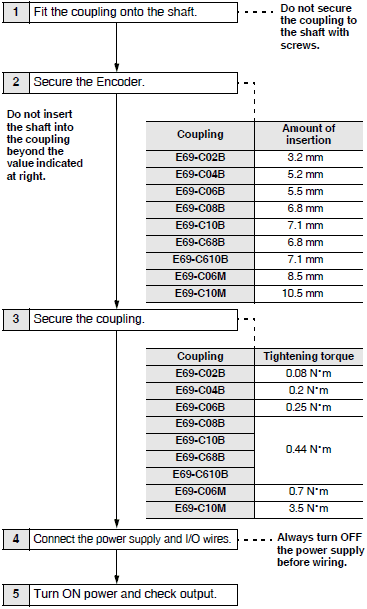 1 Fit the coupling onto the shaft.
Do not secure
the coupling to
the shaft with
screws.
2 Secure the Encoder.
Do not insert
the shaft into
the coupling
beyond the
value indicated
at right.
Coupling Amount of
insertion
E69-C02B 3.2 mm
E69-C04B 5.2 mm
E69-C06B 5.5 mm
E69-C08B 6.8 mm
E69-C10B 7.1 mm
E69-C68B 6.8 mm
E69-C610B 7.1 mm
E69-C06M 8.5 mm
E69-C10M 10.5 mm
3 Secure the coupling.
Coupling Tightening torque
E69-C02B 0.08 N•m
E69-C04B 0.2 N•m
E69-C06B 0.25 N•m
E69-C08B
E69-C10B
E69-C68B
E69-C610B
0.44 N•m
E69-C06M 0.7 N•m
E69-C10M 3.5 N•m
4 Connect the power supply and I/O wires.
Always turn OFF
the power supply
before wiring.
5 Turn ON power and check output.